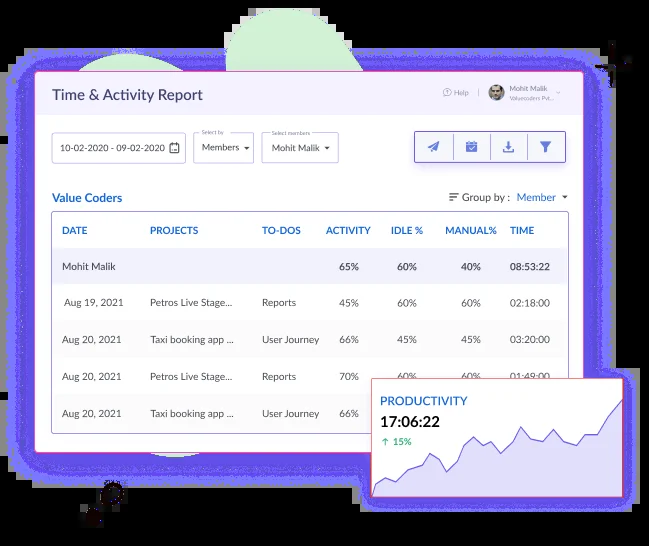 Time & Activity Report
Help
Mohit Malik
Valuecoders Pvt...
Select by
Select members
10-02-2020 - 09-02-2020
Members
Mohit Malik
Value Coders
Group by : Member
DATE PROJECTS TO-DOS ACTIVITY IDLE % MANUAL% TIME
Mohit Malik 65% 60% 40% 08:53:22
Aug 19, 2021 Petros Live Stage... Reports 45% 60% 60% 02:18:00
Aug 20, 2021 Taxi booking app ... User Journey 66% 45% 45% 03:20:00
Aug 20, 2021 Petros Live Stage... Reports 70% 60% 60% 01:49:00
Aug 20, 2021 Taxi booking app ... User Journey 66%
PRODUCTIVITY
17:06:22
↑ 15%